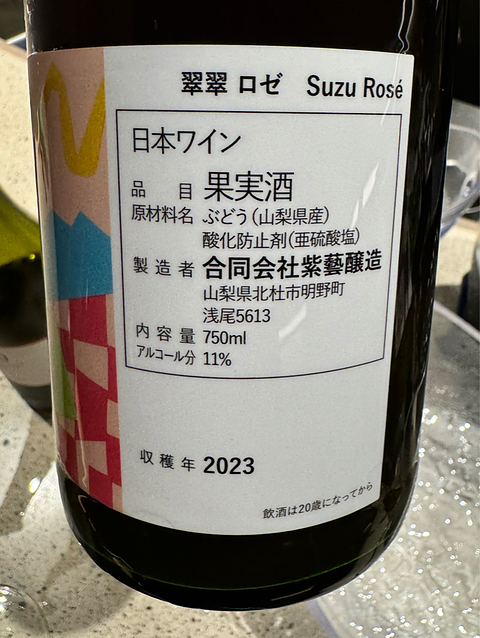 翠翠 ロゼ Suzu Rosé
日本ワイン
品目 果実酒
原材料名 ぶどう(山梨県産)
酸化防止剤(亜硫酸塩)
製造者 合同会社紫藝醸造
山梨県北杜市明野町
浅尾5613
内容量 750ml
アルコール分 11%
収穫年 2023
飲酒は20歳になってから